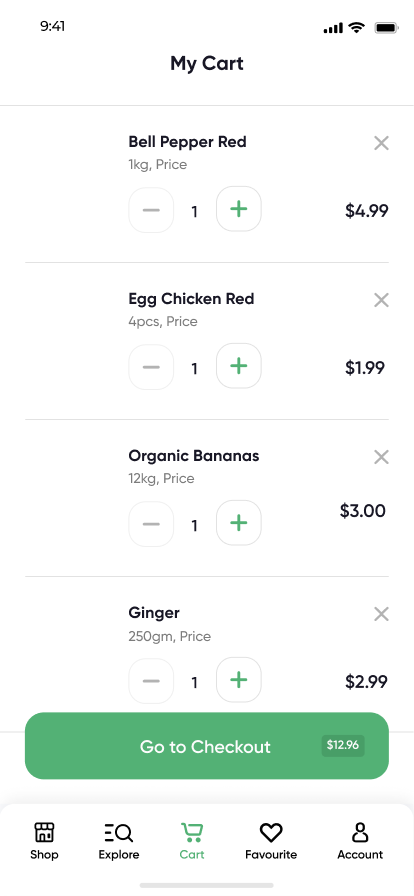 9:41
My Cart
Bell Pepper Red
1kg, Price
1
$4.99
Egg Chicken Red
4pcs, Price
1
$1.99
Organic Bananas
12kg, Price
1
$3.00
Ginger
250gm, Price
1
$2.99
Go to Checkout $12.96
Shop Explore Cart Favourite Account